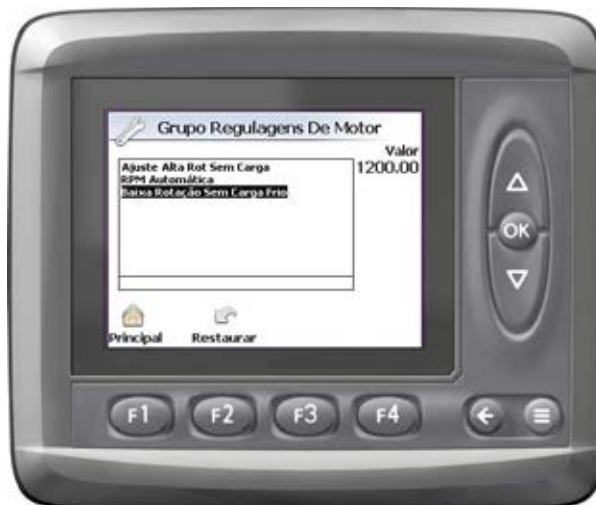 Grupo Regulagens De Motor
Valor
Ajuste Alta Rot Sem Carga
1200.00
RPM Automática
Baixa Rotação Sem Carga Frio
Principal
Restaurar
OK
F1
F2
F3
F4